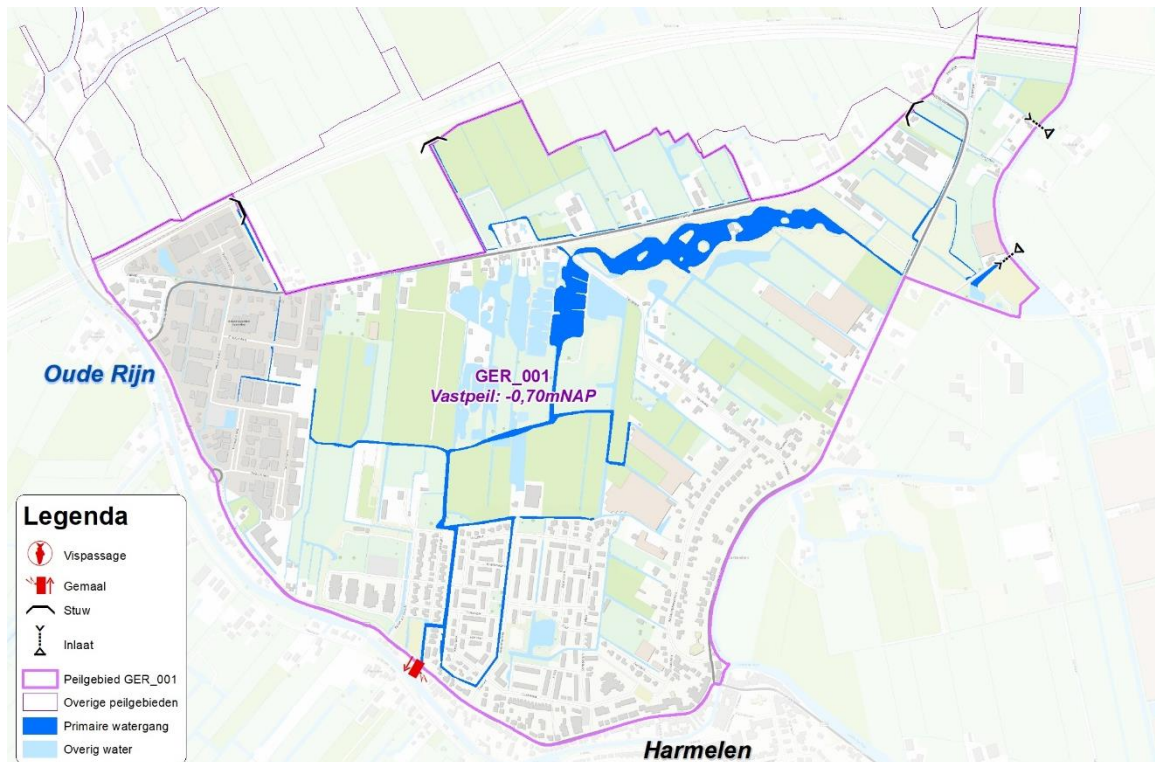 GER_001
Vastpeil: -0,70mNAP
Oude Rijn
Harmelen
Legenda
Vispassage
Gemaal
Stuw
Inlaat
Peilgebied GER_001
Overige peilgebieden
Primaire watergang
Overig water